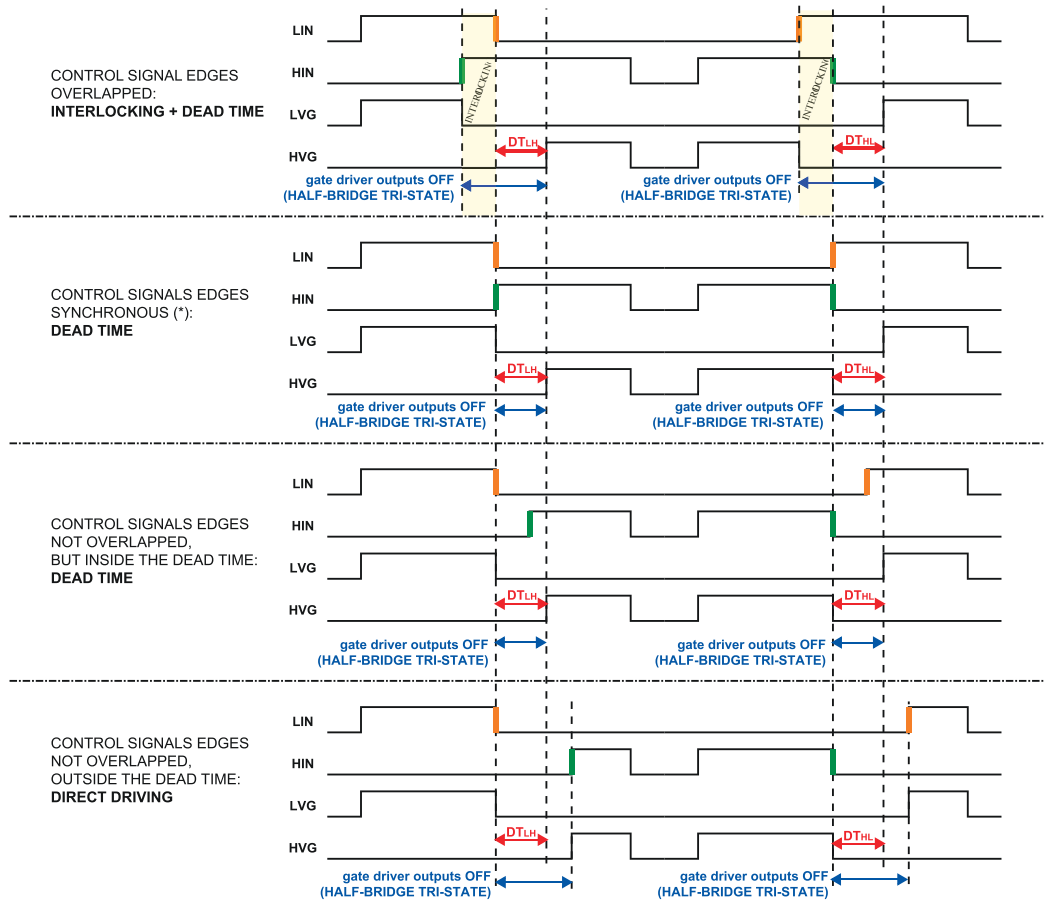 LIN
HIN
CONTROL SIGNAL EDGES
OVERLAPPED:
INTERLOCKING + DEAD TIME
LVG
HVG
INTERLOCKING
INTERLOCKING
DTLH
DTHL
gate driver outputs OFF
(HALF-BRIDGE TRI-STATE)
gate driver outputs OFF
(HALF-BRIDGE TRI-STATE)
LIN
HIN
CONTROL SIGNALS EDGES
SYNCHRONOUS (*):
DEAD TIME
LVG
HVG
DTLH
DTHL
gate driver outputs OFF
(HALF-BRIDGE TRI-STATE)
gate driver outputs OFF
(HALF-BRIDGE TRI-STATE)
LIN
HIN
CONTROL SIGNALS EDGES
NOT OVERLAPPED,
BUT INSIDE THE DEAD TIME:
DEAD TIME
LVG
HVG
DTLH
DTHL
gate driver outputs OFF
(HALF-BRIDGE TRI-STATE)
gate driver outputs OFF
(HALF-BRIDGE TRI-STATE)
LIN
HIN
CONTROL SIGNALS EDGES
NOT OVERLAPPED,
OUTSIDE THE DEAD TIME:
DIRECT DRIVING
LVG
HVG
DTLH
DTHL
gate driver outputs OFF
(HALF-BRIDGE TRI-STATE)
gate driver outputs OFF
(HALF-BRIDGE TRI-STATE)